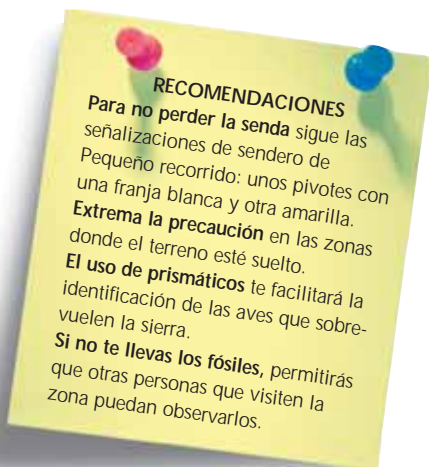 RECOMENDACIONES
Para no perder la senda sigue las
señalizaciones de sendero de
Pequeño recorrido: unos pivotes con
una franja blanca y otra amarilla.
Extrema la precaución en las zonas
donde el terreno esté suelto.
El uso de prismáticos te facilitará la
identificación de las aves que sobre-
vuelen la sierra.
Si no te llevas los fósiles, permitirás
que otras personas que visiten la
zona puedan observarlos.